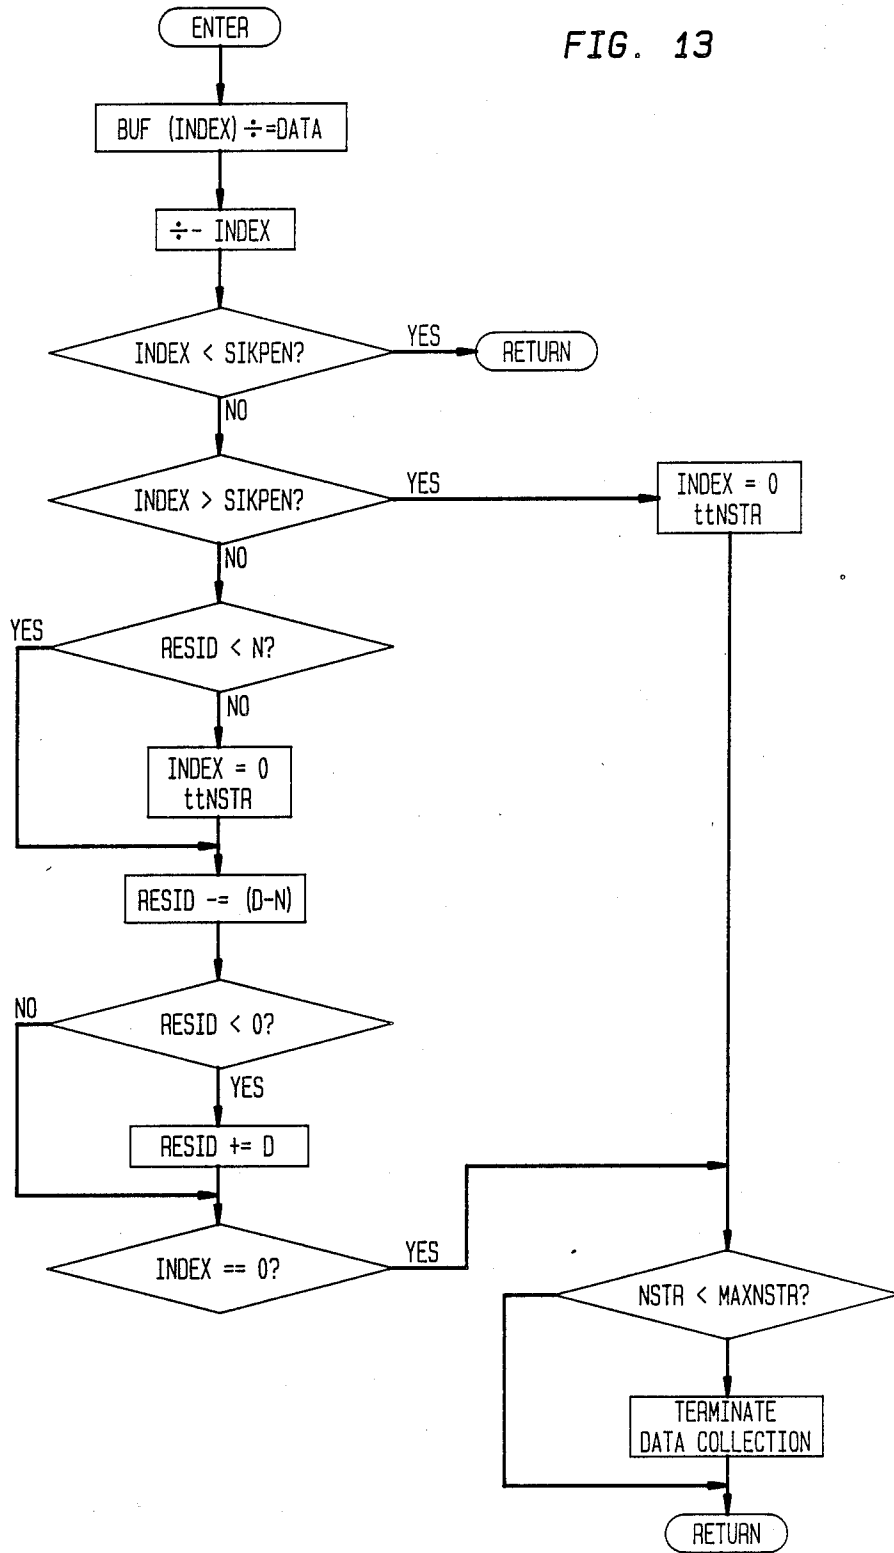 FIG. 13
ENTER
BUF (INDEX) ÷=DATA
÷- INDEX
INDEX < SIKPEN?
YES
RETURN
NO
INDEX > SIKPEN?
YES
INDEX = 0
ttNSTR
NO
RESID < N?
YES
NO
INDEX = 0
ttNSTR
RESID -= (D-N)
RESID < 0?
NO
YES
RESID += D
INDEX == 0?
YES
NSTR < MAXNSTR?
TERMINATE
DATA COLLECTION
RETURN